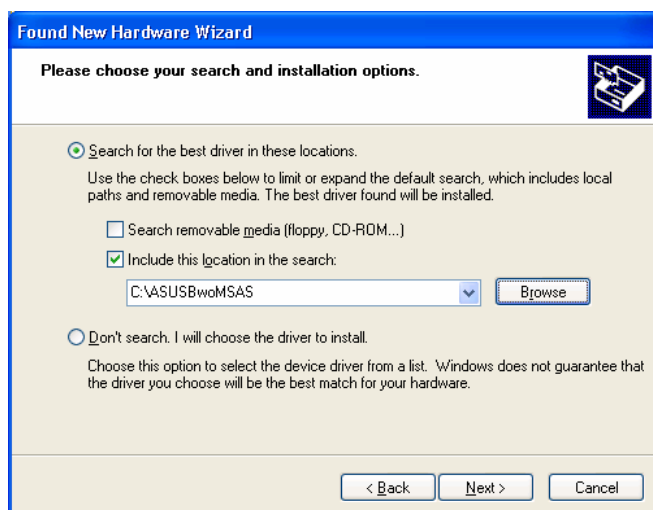 Found New Hardware Wizard
Please choose your search and installation options.
Search for the best driver in these locations.
Use the check boxes below to limit or expand the default search, which includes local
paths and removable media. The best driver found will be installed.
Search removable media (floppy, CD-ROM...)
Include this location in the search:
C:\ASUSBwoMSAS
Browse
Don't search. I will choose the driver to install.
Choose this option to select the device driver from a list. Windows does not guarantee that
the driver you choose will be the best match for your hardware.
< Back
Next >
Cancel